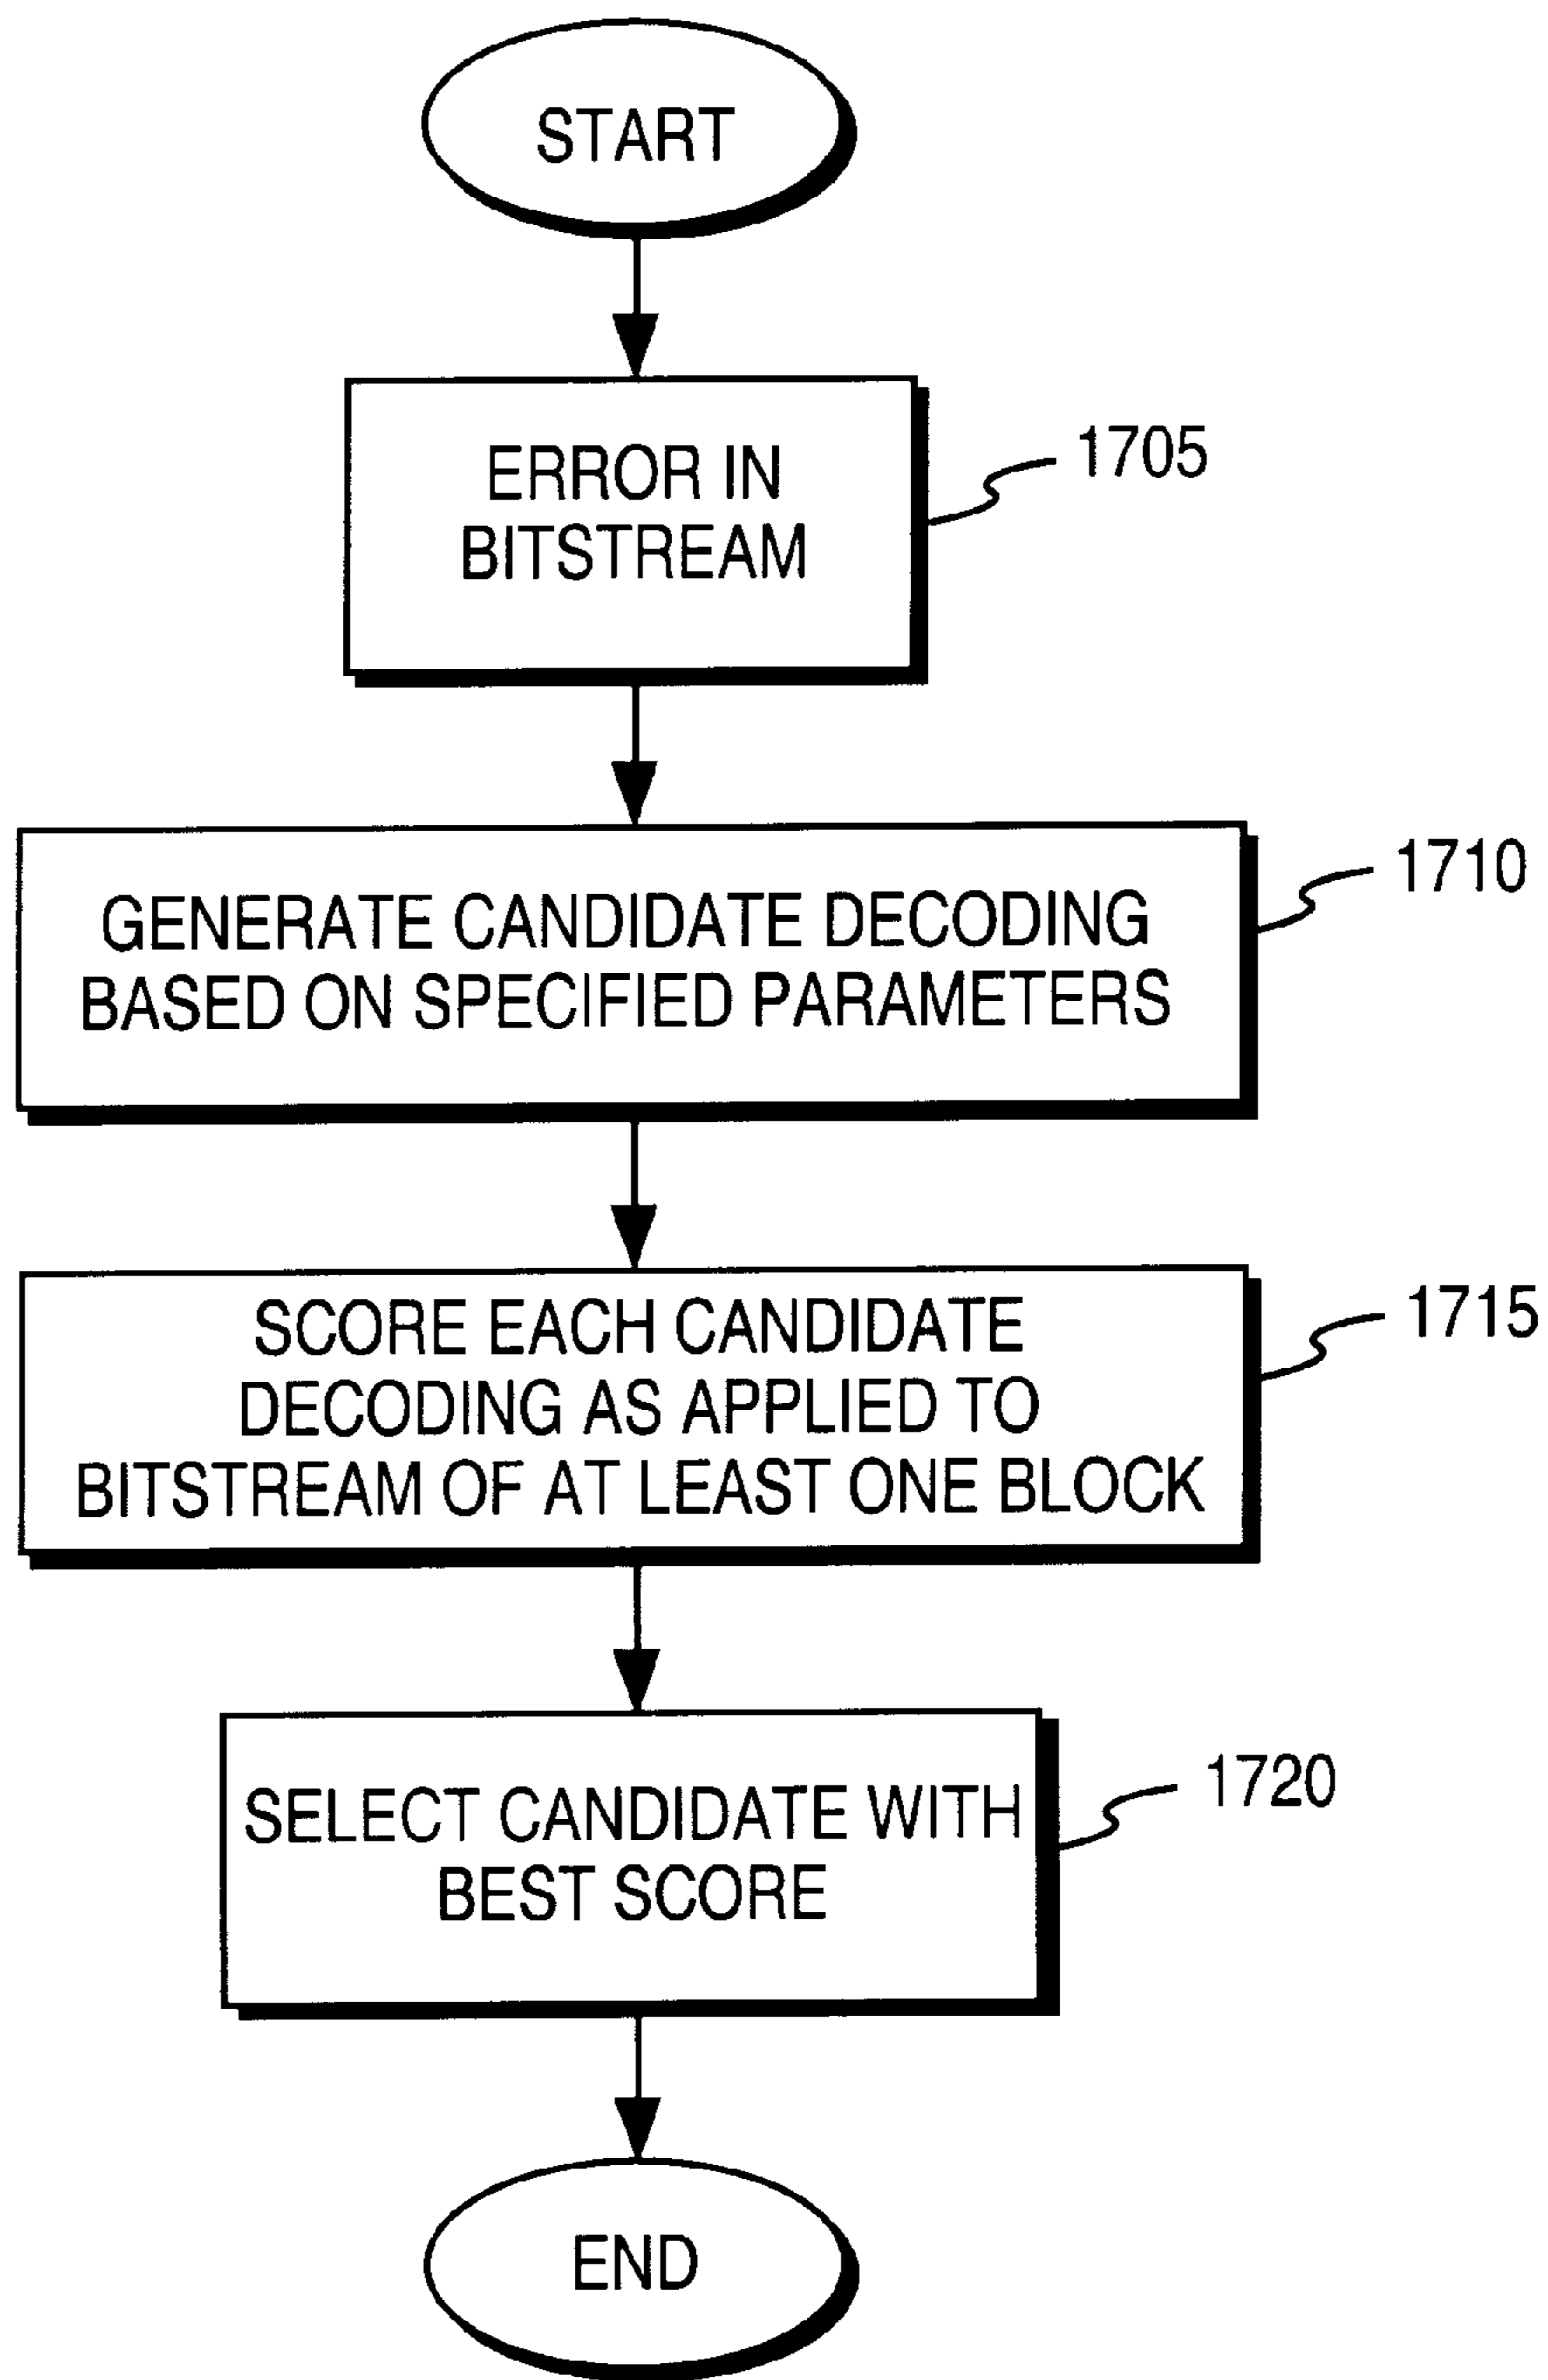 START
ERROR IN
BITSTREAM
1705
GENERATE CANDIDATE DECODING
BASED ON SPECIFIED PARAMETERS
1710
SCORE EACH CANDIDATE
DECODING AS APPLIED TO
BITSTREAM OF AT LEAST ONE BLOCK
1715
SELECT CANDIDATE WITH
BEST SCORE
1720
END